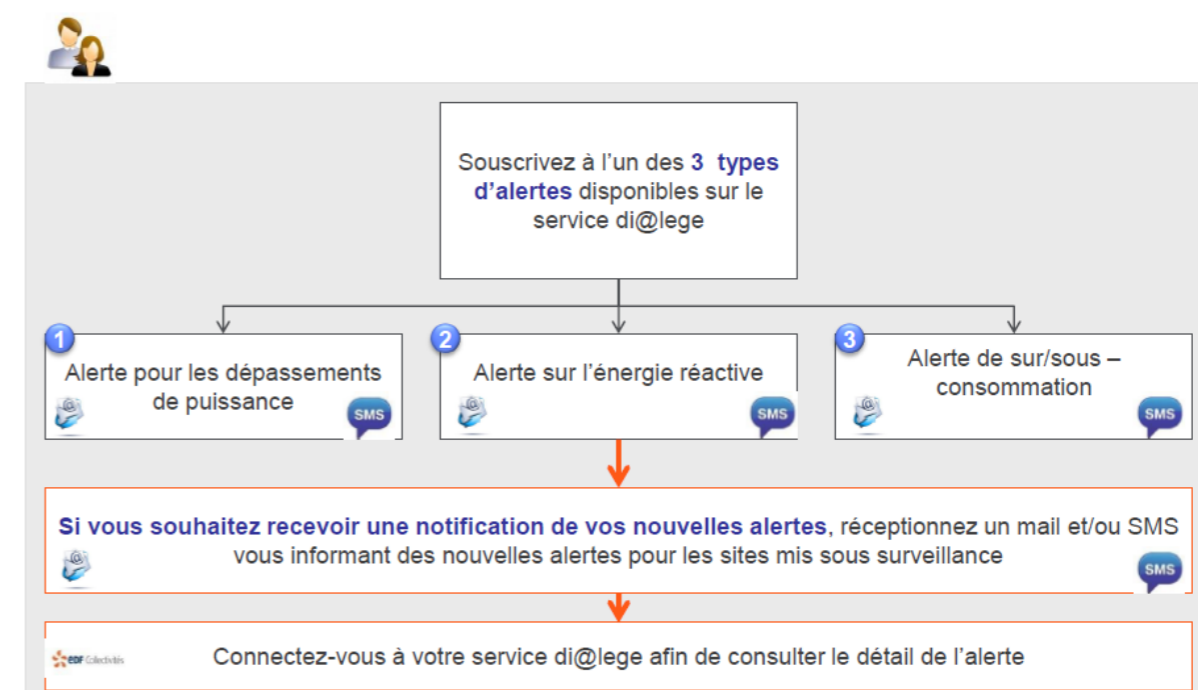 Souscrivez à l'un des 3 types
d'alertes disponibles sur le
service di@lege
1
Alerte pour les dépassements
de puissance
@
SMS
2
Alerte sur l'énergie réactive
@
SMS
3
Alerte de sur/sous –
consommation
@
SMS
Si vous souhaitez recevoir une notification de vos nouvelles alertes, réceptionnez un mail et/ou SMS
vous informant des nouvelles alertes pour les sites mis sous surveillance
@
SMS
EDF Collectivités
Connectez-vous à votre service di@lege afin de consulter le détail de l'alerte